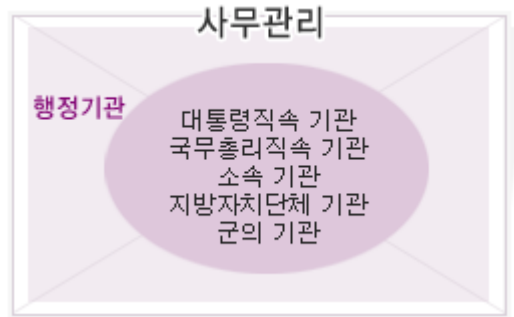 사무관리
행정기관
대통령직속 기관
국무총리직속 기관
소속 기관
지방자치단체 기관
군의 기관